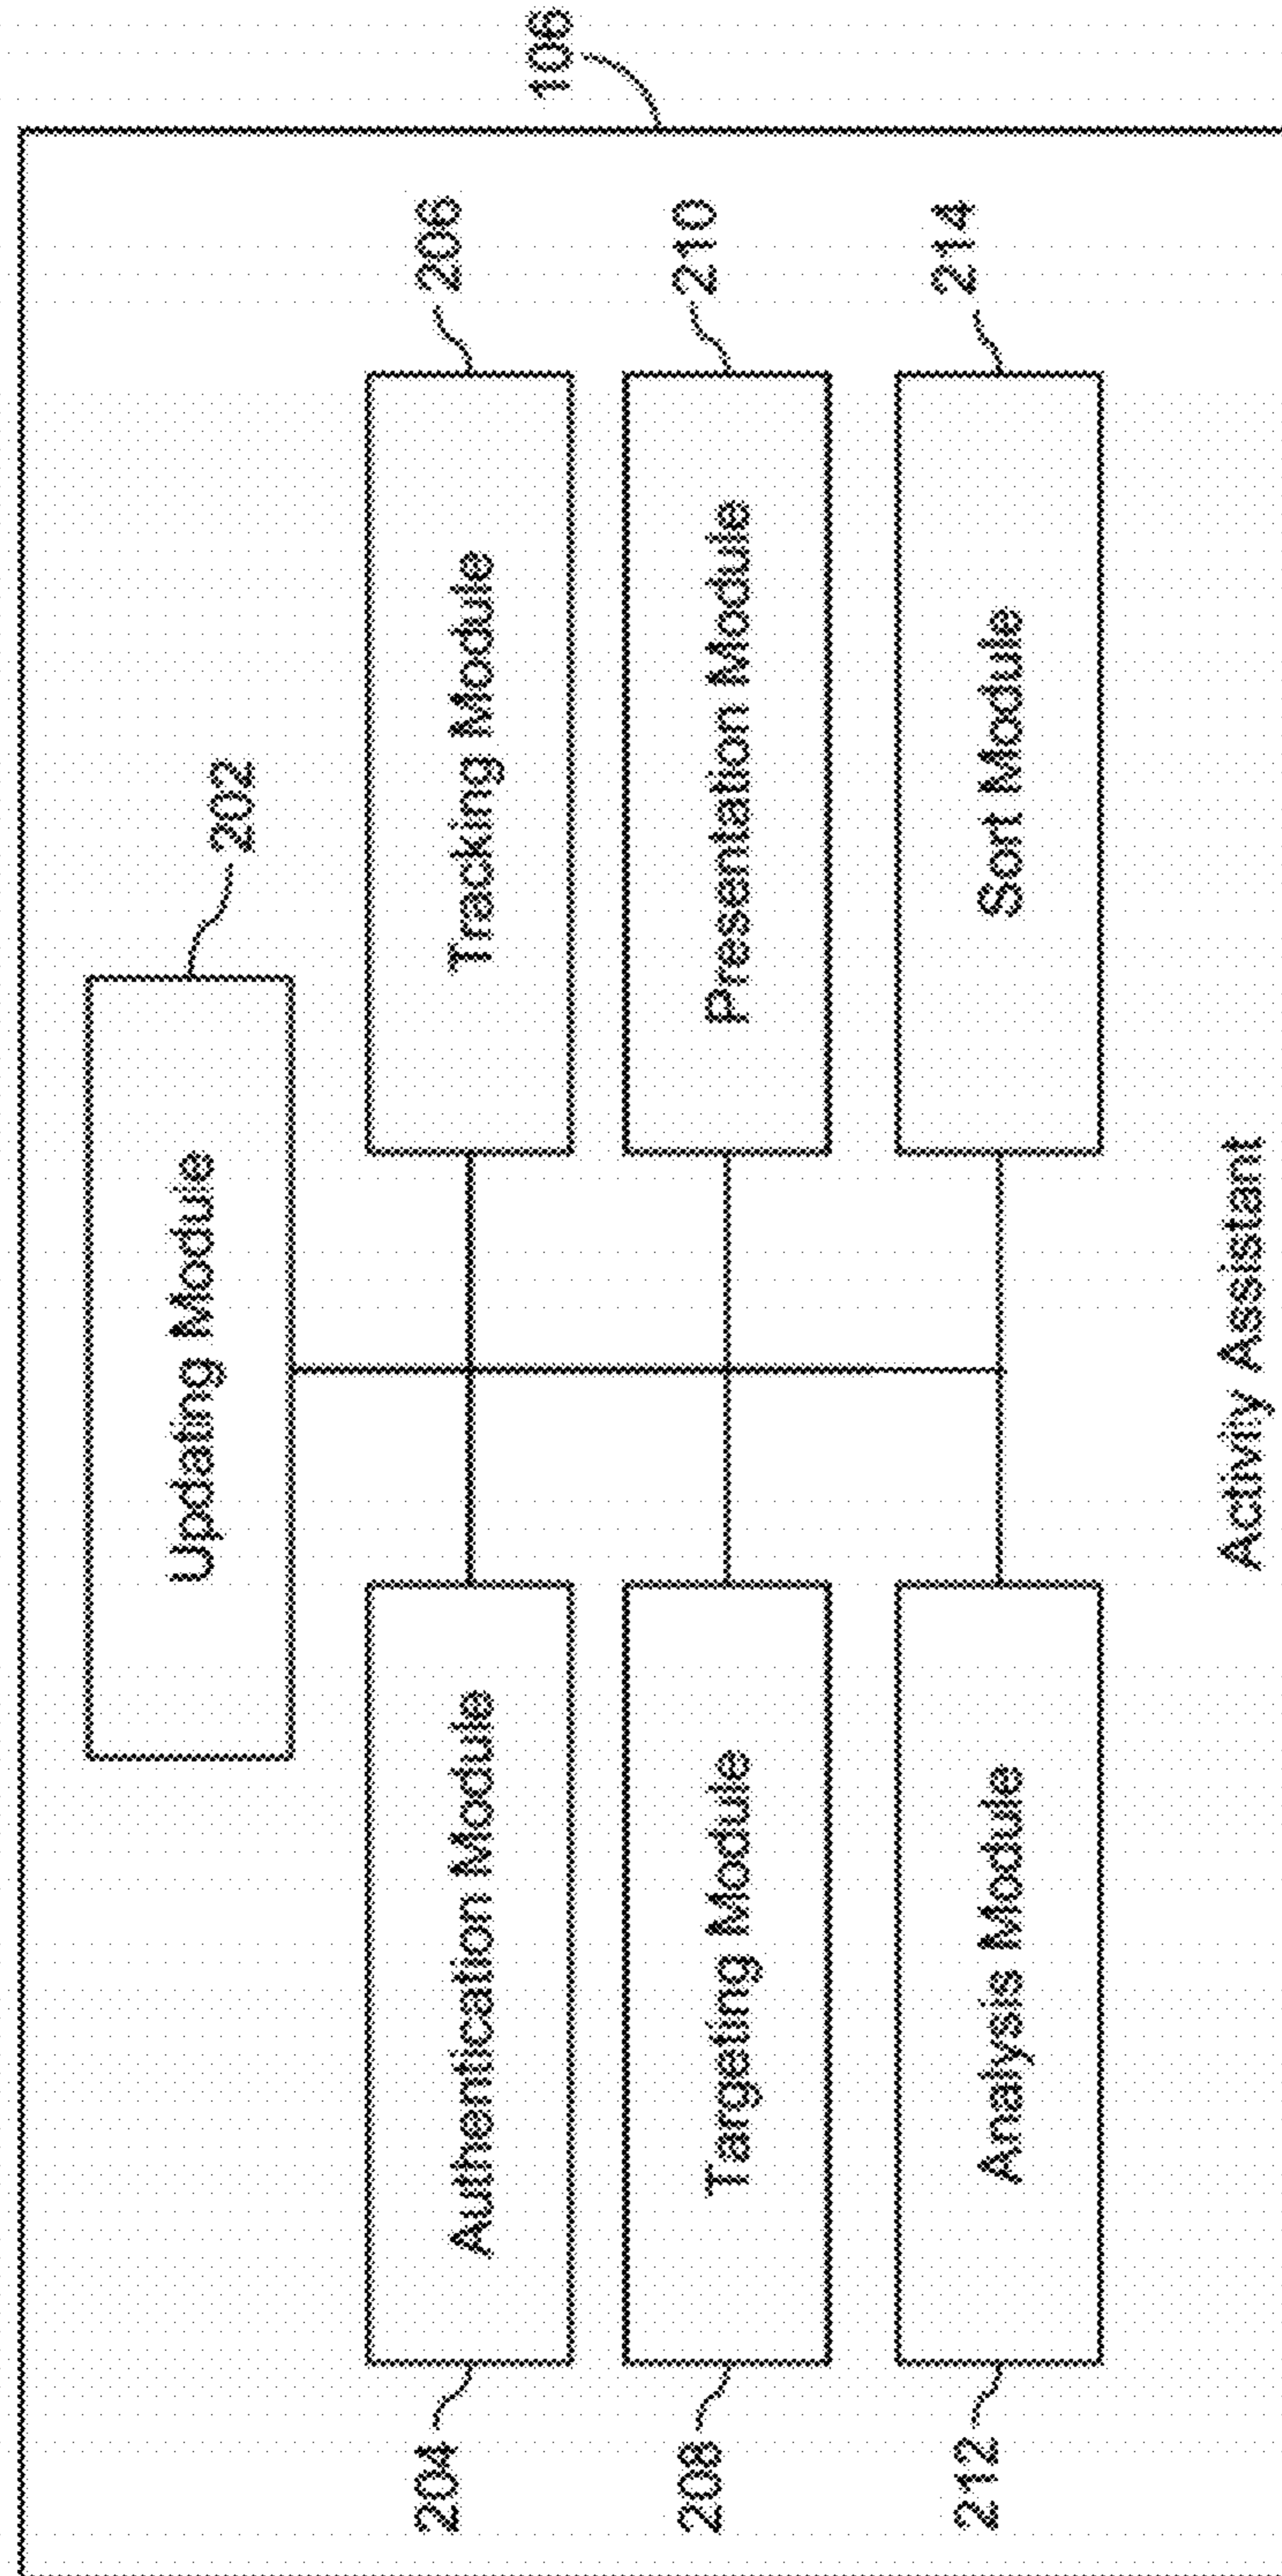 106
Updating Module
202
Authentication Module
204
Tracking Module
206
Targeting Module
208
Presentation Module
210
Analysis Module
212
Sort Module
214
Activity Assistant